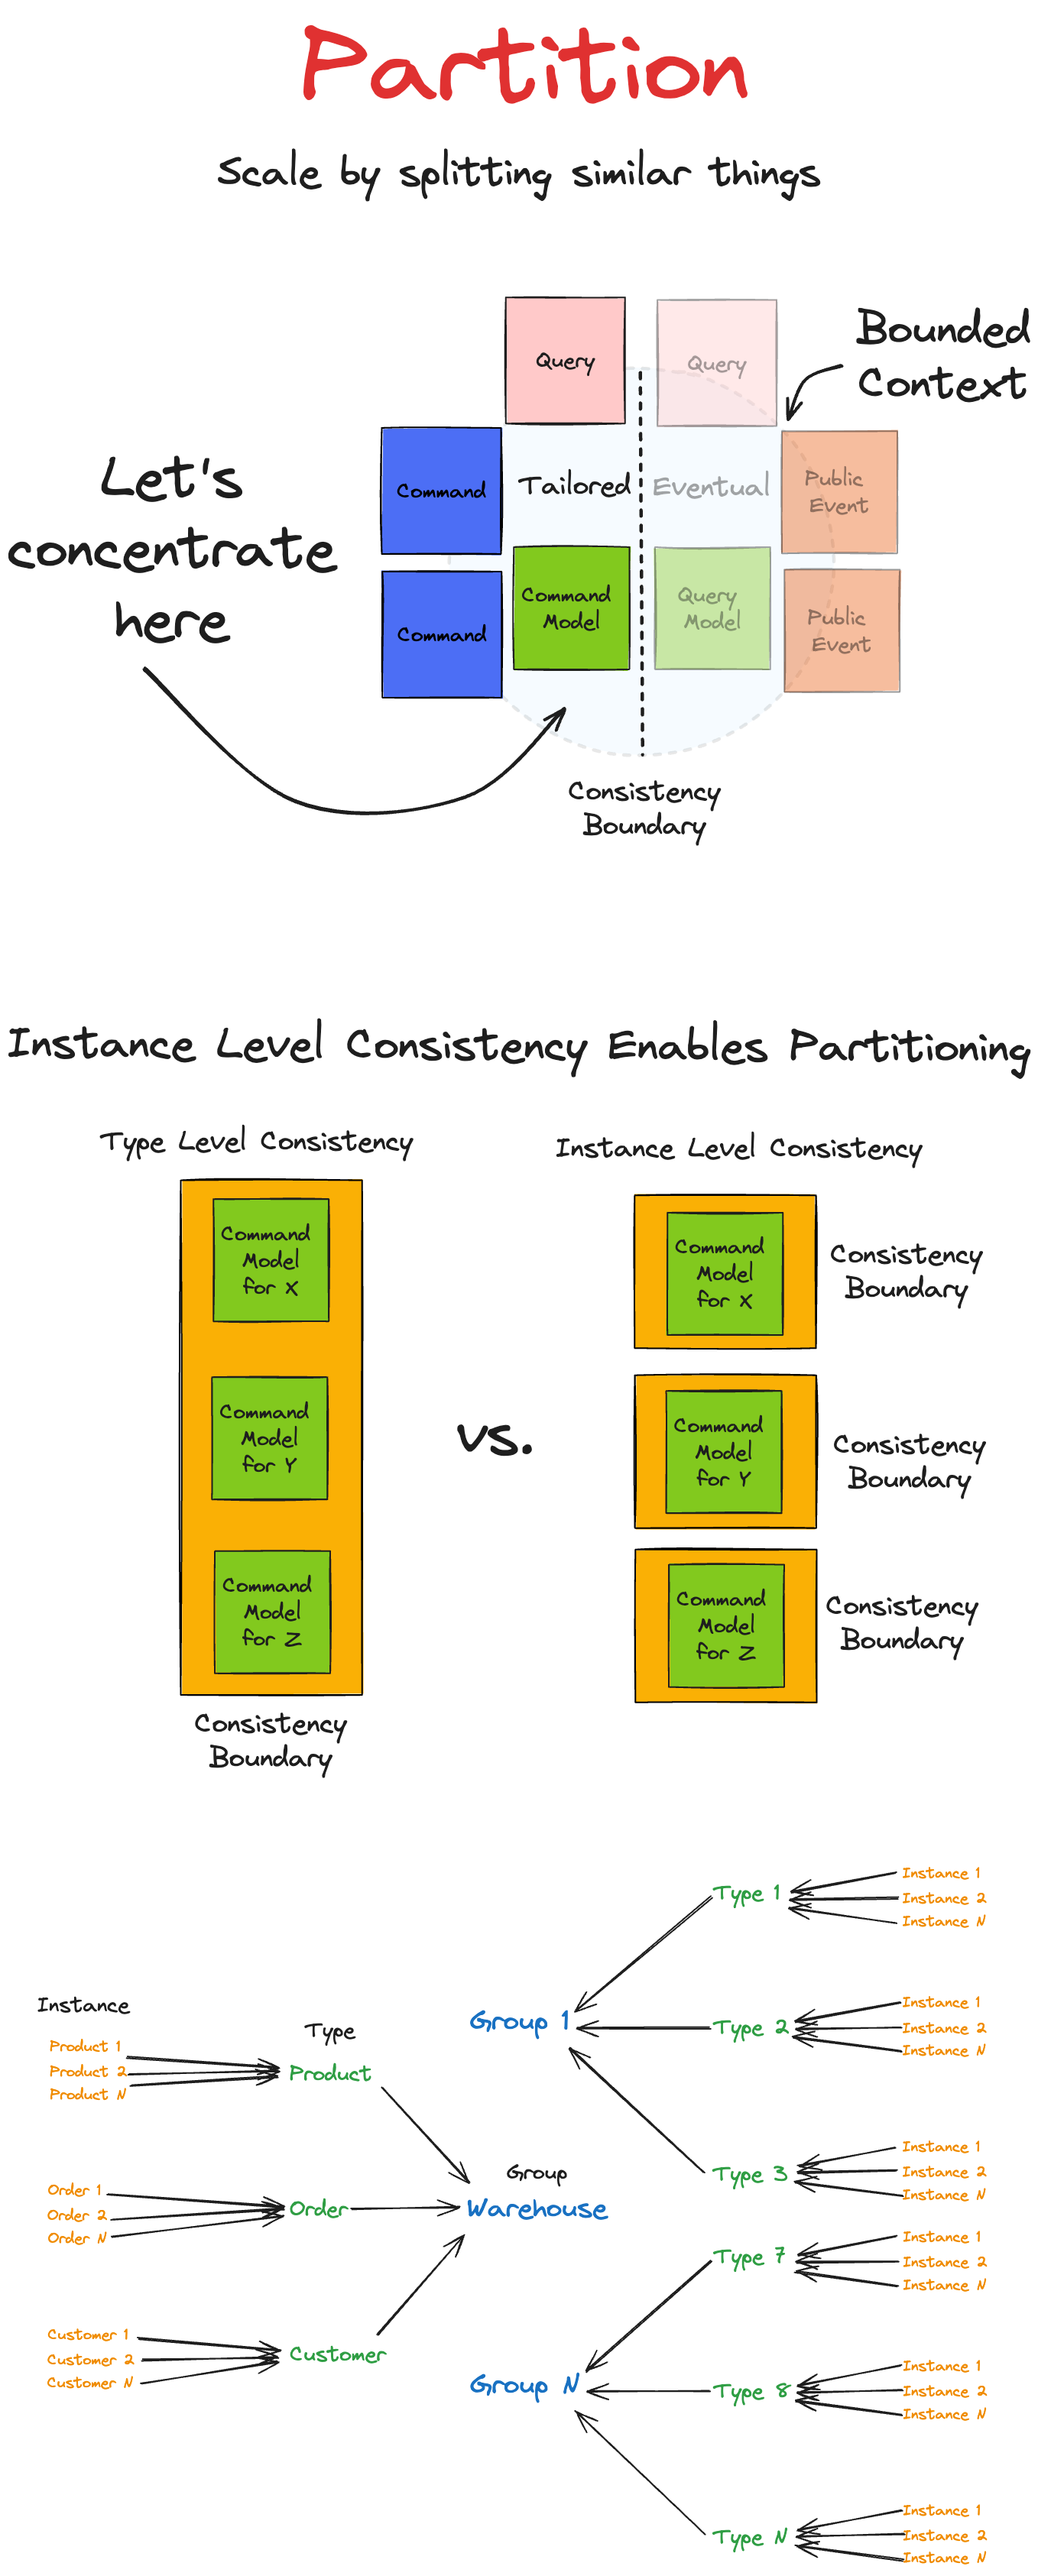 Partition
Scale by splitting similar things
Query
Query
Bounded
Context
Let's
concentrate
here
Command
Tailored
Eventual
Public
Event
Command
Command
Model
Query
Model
Public
Event
Consistency
Boundary
Instance Level Consistency Enables Partitioning
Type Level Consistency
Command
Model
for X
Command
Model
for Y
Command
Model
for Z
Consistency
Boundary
vs.
Instance Level Consistency
Command
Model
for X
Consistency
Boundary
Command
Model
for Y
Consistency
Boundary
Command
Model
for Z
Consistency
Boundary
Instance
Product 1
Product 2
Product N
Type
Product
Order 1
Order 2
Order N
Order
Customer 1
Customer 2
Customer N
Customer
Group
Warehouse
Group 1
Type 1
Instance 1
Instance 2
Instance N
Type 2
Instance 1
Instance 2
Instance N
Type 3
Instance 1
Instance 2
Instance N
Group N
Type 7
Instance 1
Instance 2
Instance N
Type 8
Instance 1
Instance 2
Instance N
Type N
Instance 1
Instance 2
Instance N